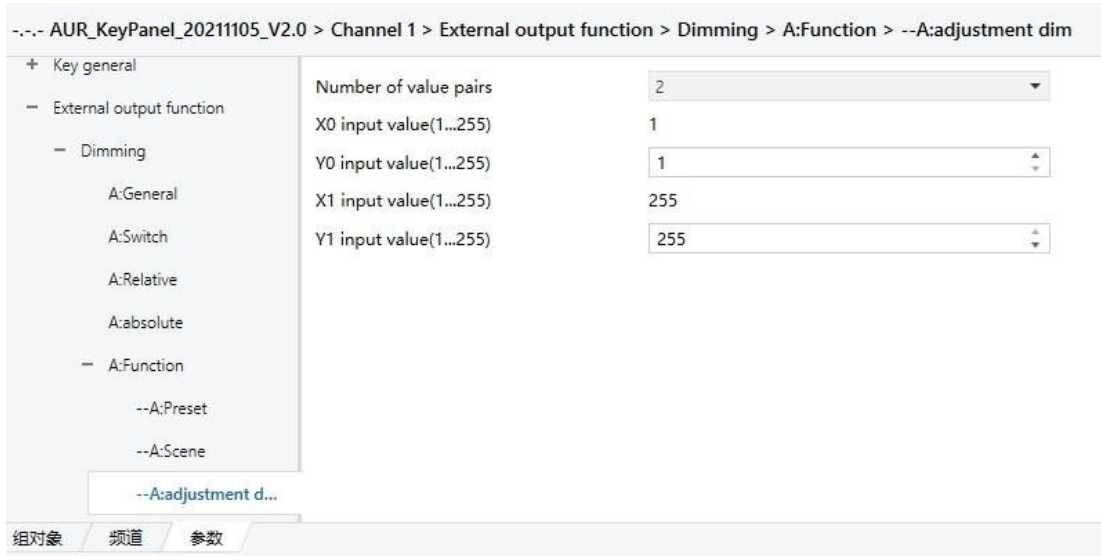 -.-.- AUR_KeyPanel_20211105_V2.0 > Channel 1 > External output function > Dimming > A:Function > --A:adjustment dim
+ Key general
− External output function
− Dimming
A:General
A:Switch
A:Relative
A:absolute
− A:Function
--A:Preset
--A:Scene
--A:adjustment d...
Number of value pairs 2
X0 input value(1...255) 1
Y0 input value(1...255) 1
X1 input value(1...255) 255
Y1 input value(1...255) 255
组对象 频道 参数